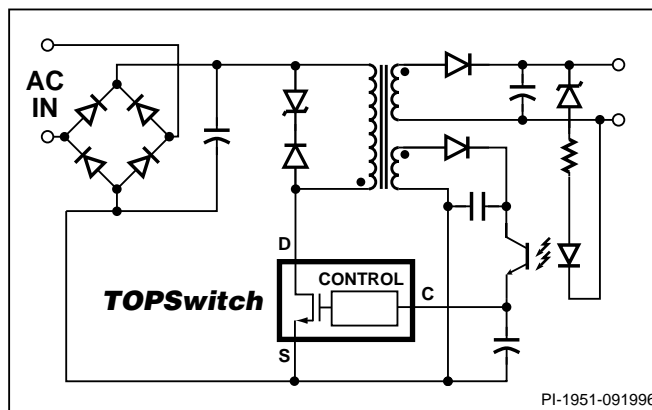 AC
IN
D
CONTROL
C
TOPSwitch
S
PI-1951-091996